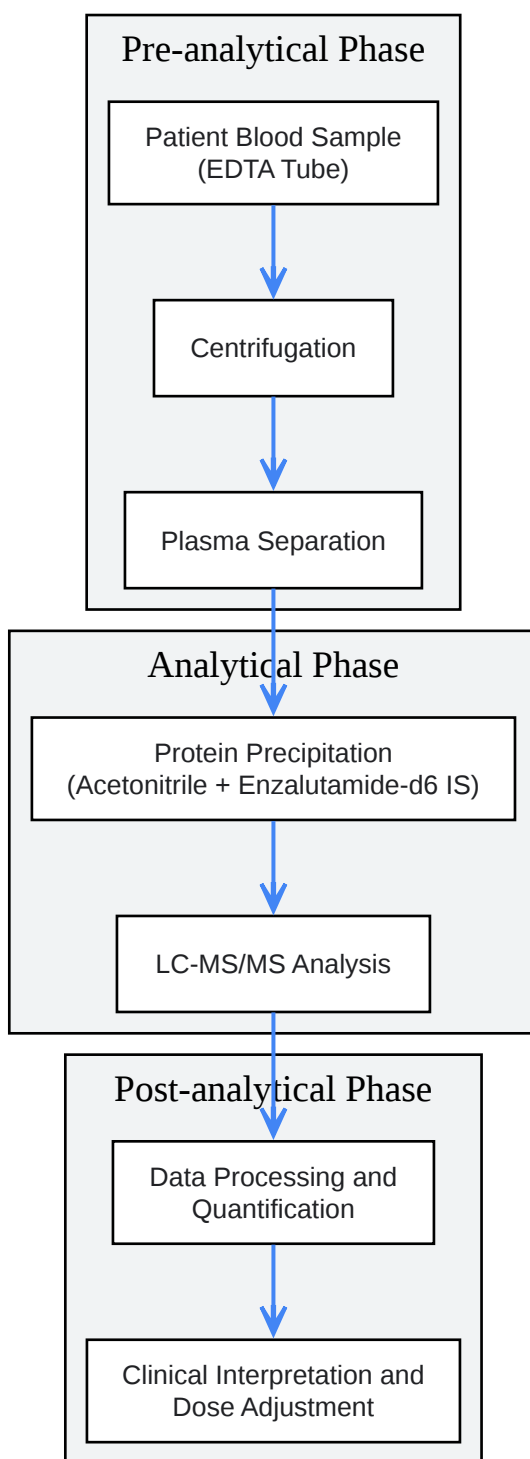 Pre-analytical Phase
Patient Blood Sample
(EDTA Tube)
Centrifugation
Plasma Separation
Analytical Phase
Protein Precipitation
(Acetonitrile + Enzalutamide-d6 IS)
LC-MS/MS Analysis
Post-analytical Phase
Data Processing and
Quantification
Clinical Interpretation and
Dose Adjustment